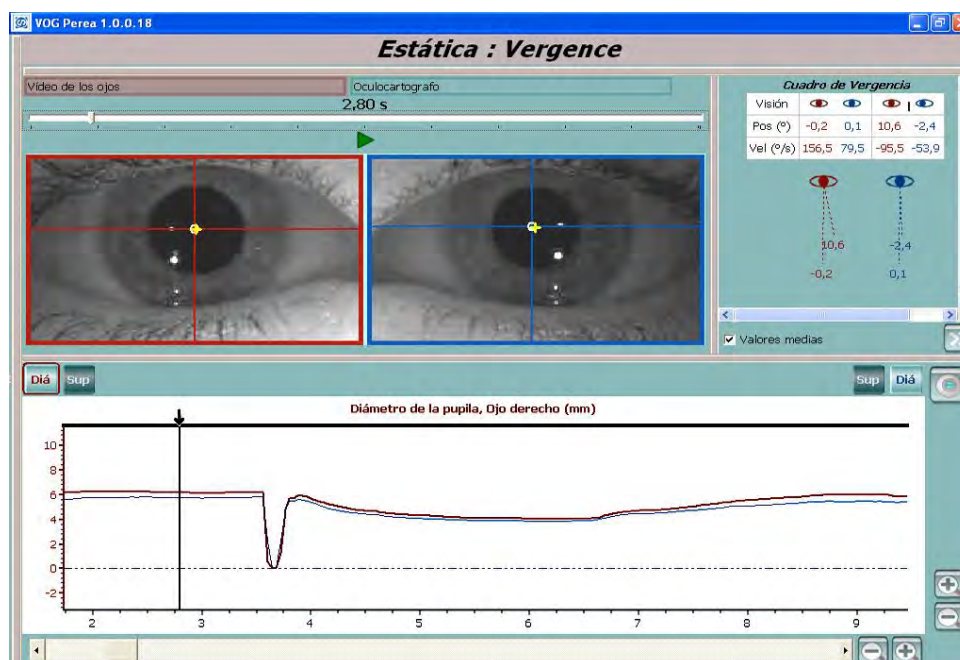 VOG Perea 1.0.0.18
Estática : Vergence
Vídeo de los ojos
Oculocartografo
2,80 s
Cuadro de Vergencia
Visión
Pos (º) -0,2 0,1 10,6 -2,4
Vel (º/s) 156,5 79,5 -95,5 -53,9
10,6 -2,4
-0,2 0,1
Valores medias
Diá Sup Sup Diá
Diámetro de la pupila, Ojo derecho (mm)
10
8
6
4
2
0
-2
2 3 4 5 6 7 8 9